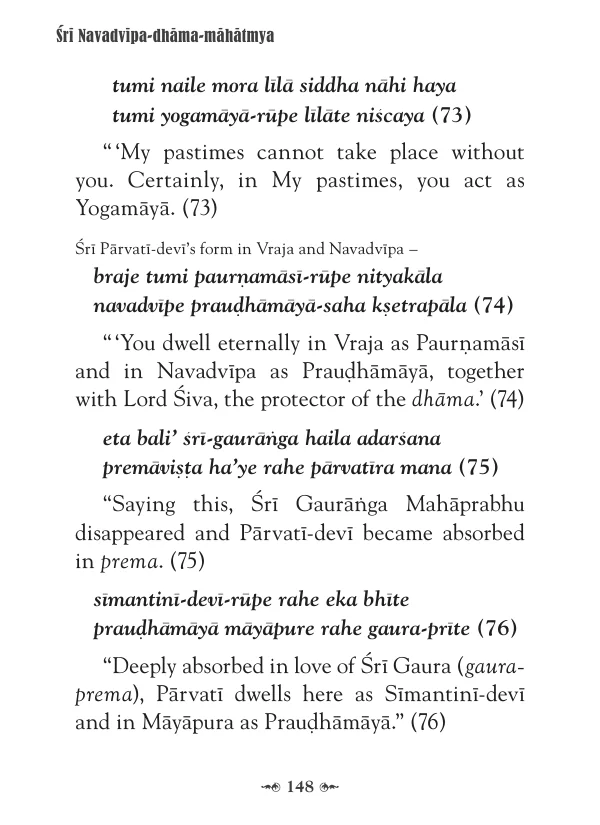 Śrī Navadvīpa-dhāma-māhātmya
tumi naile mora līlā siddha nāhi haya
tumi yogamāyā-rūpe līlāte niścaya (73)
“ ‘My pastimes cannot take place without
you. Certainly, in My pastimes, you act as
Yogamāyā. (73)
Śrī Pārvatī-devī’s form in Vraja and Navadvīpa –
braje tumi paurṇamāsī-rūpe nityakāla
navadvīpe prauḍhāmāyā-saha kṣetrapāla (74)
“ ‘You dwell eternally in Vraja as Paurṇamāsī
and in Navadvīpa as Prauḍhāmāyā, together
with Lord Śiva, the protector of the dhāma.’ (74)
eta bali’ śrī-gaurāṅga haila adarśana
premāviṣṭa ha’ye rahe pārvatīra mana (75)
“Saying this, Śrī Gaurāṅga Mahāprabhu
disappeared and Pārvatī-devī became absorbed
in prema. (75)
sīmantinī-devī-rūpe rahe eka bhīte
prauḍhāmāyā māyāpure rahe gaura-prīte (76)
“Deeply absorbed in love of Śrī Gaura (gaura-
prema), Pārvatī dwells here as Sīmantinī-devī
and in Māyāpura as Prauḍhāmāyā.” (76)
148